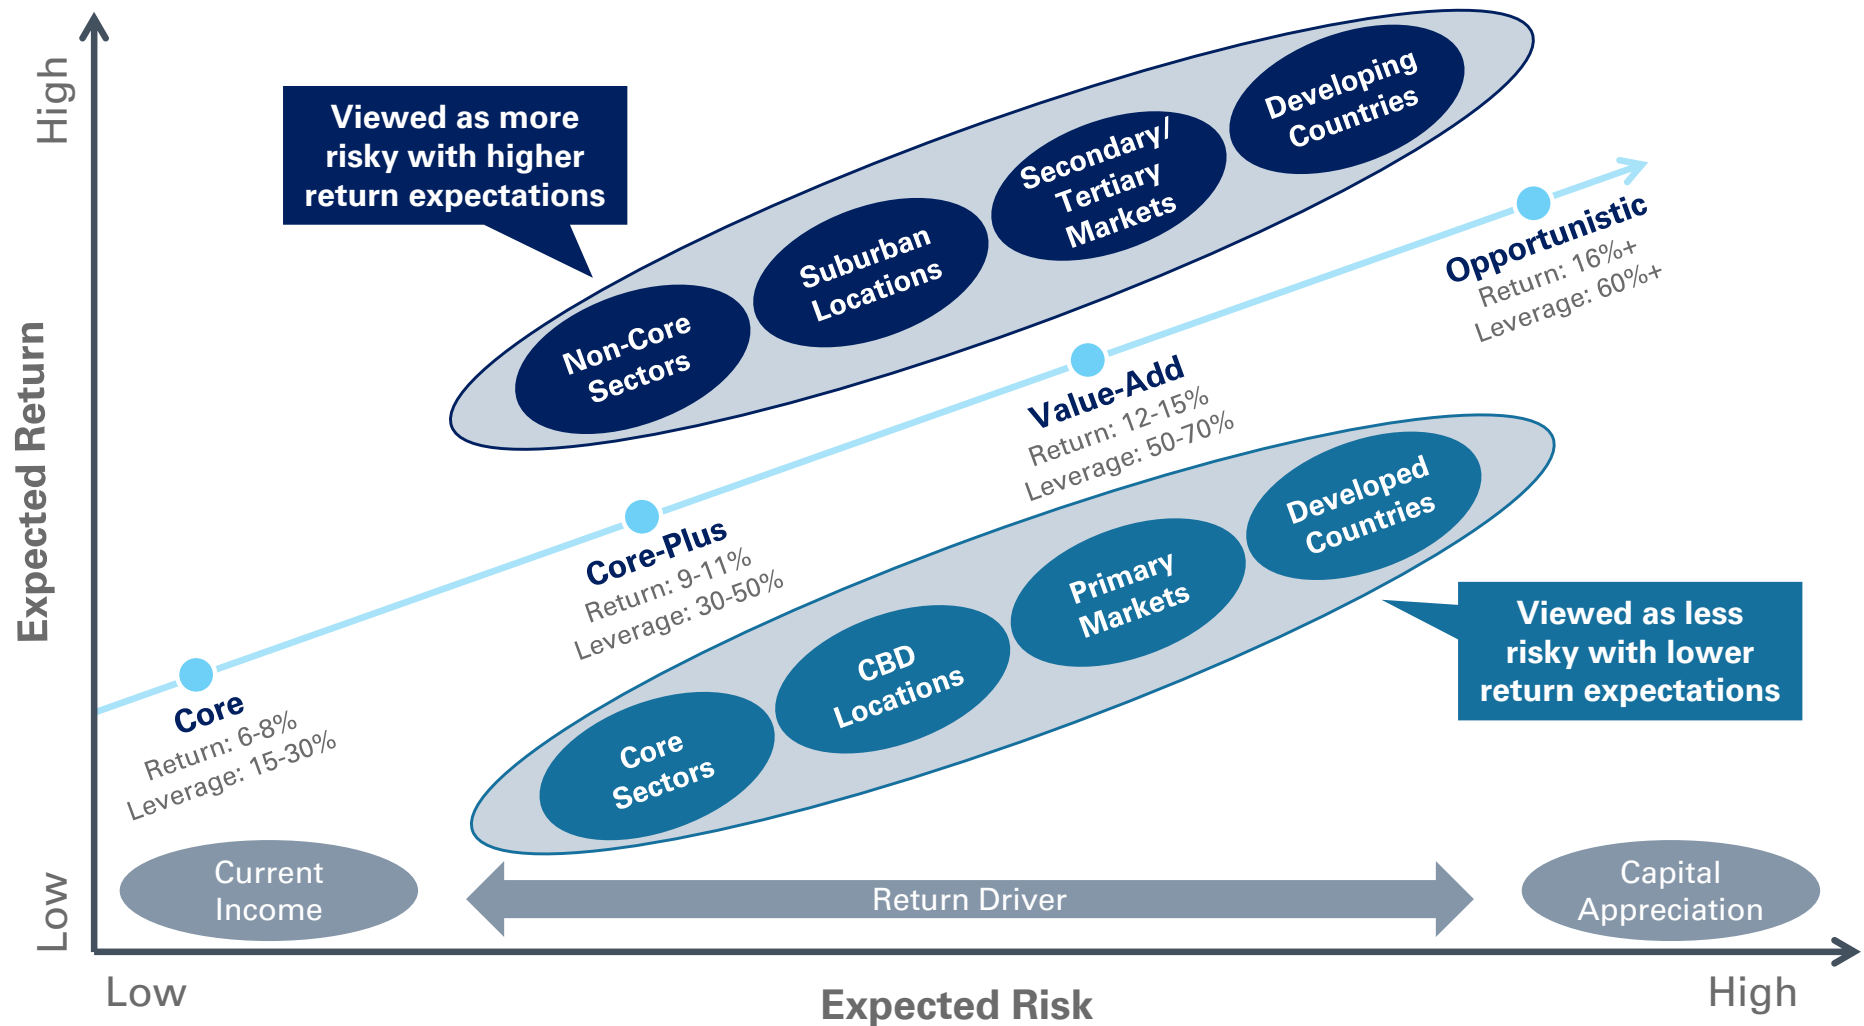 High
Expected Return
Low
Viewed as more
risky with higher
return expectations
Non-Core
Sectors
Suburban
Locations
Secondary/
Tertiary
Markets
Developing
Countries
Core
Return: 6-8%
Leverage: 15-30%
Core-Plus
Return: 9-11%
Leverage: 30-50%
Value-Add
Return: 12-15%
Leverage: 50-70%
Opportunistic
Return: 16%+
Leverage: 60%+
Core
Sectors
CBD
Locations
Primary
Markets
Developed
Countries
Viewed as less
risky with lower
return expectations
Current
Income
Return Driver
Capital
Appreciation
Low
Expected Risk
High